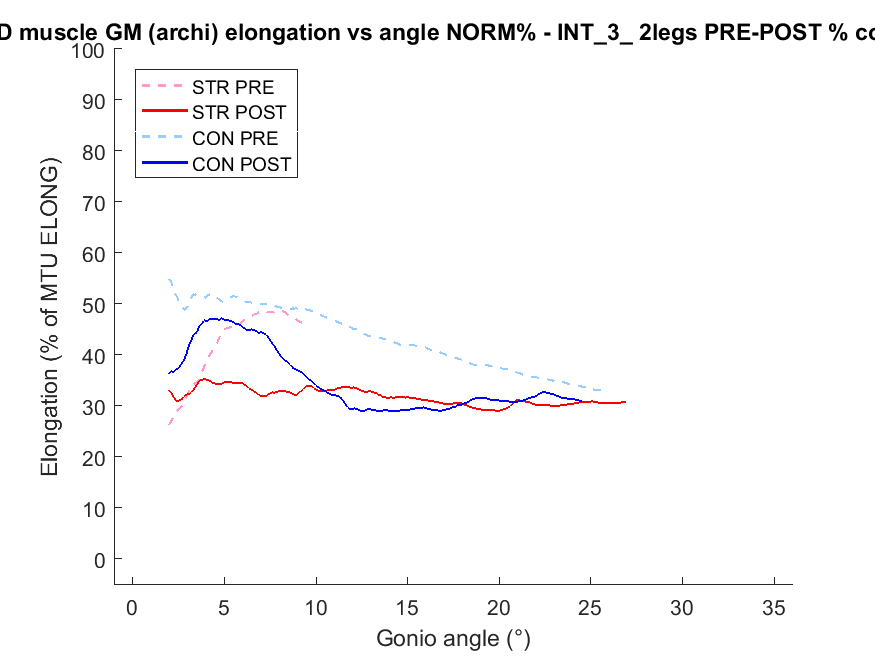 D muscle GM (archi) elongation vs angle NORM% - INT_3_ 2legs PRE-POST % co
100
90
80
70
60
50
40
30
20
10
0
STR PRE
STR POST
CON PRE
CON POST
Elongation (% of MTU ELONG)
0 5 10 15 20 25 30 35
Gonio angle (°)